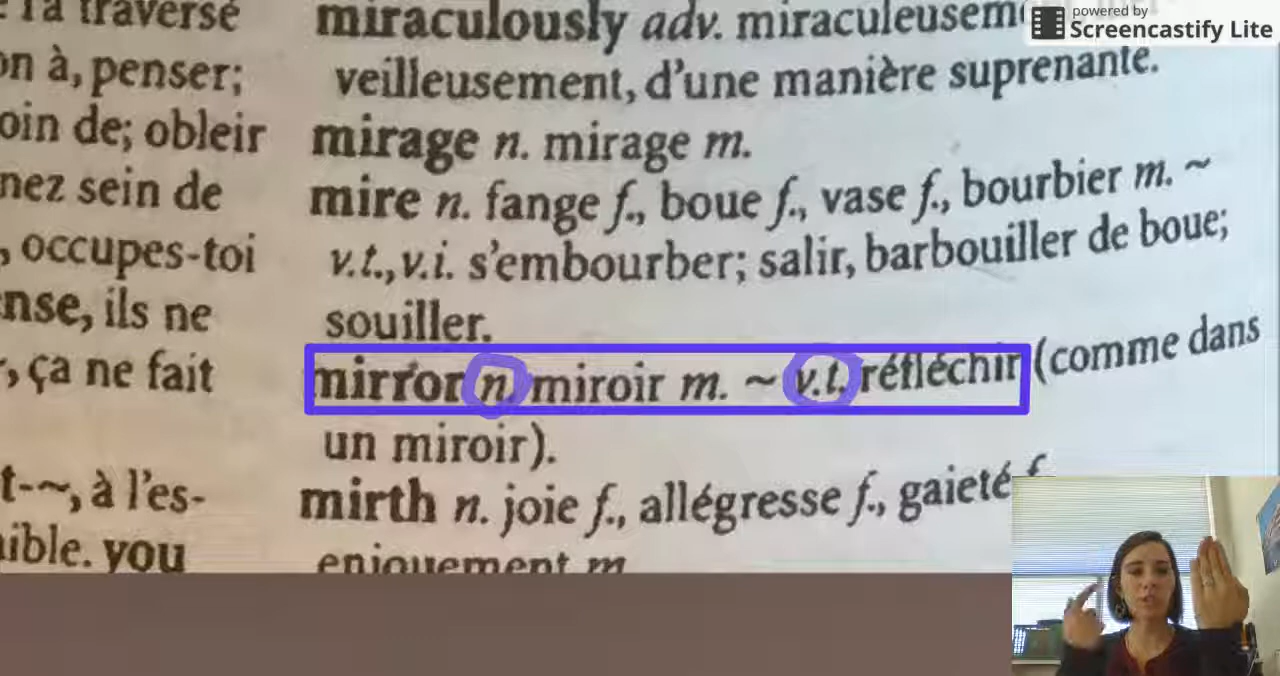 powered by
Screencastify Lite
traversé
on à, penser;
oin de; obleir
nez sein de
, occupes-toi
nse, ils ne
, ça ne fait
t-~, à l'es-
ible. you
miraculously adv. miraculeusem
veilleusement, d'une manière suprenante.
mirage n. mirage m.
mire n. fange f., boue f., vase f., bourbier m. ~
v.t., v.i. s'embourber; salir, barbouiller de boue;
souiller.
mirror n. miroir m. ~ v.t. réfléchir (comme dans
un miroir).
mirth n. joie f., allégresse f., gaieté f
enjouement m